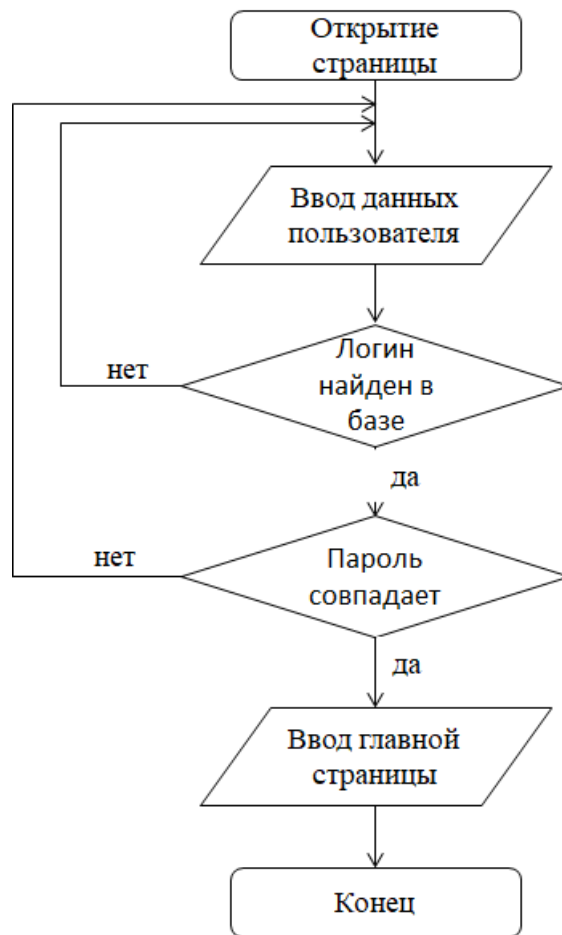 Открытие
страницы
Ввод данных
пользователя
Логин
найден в
базе
нет
да
Пароль
совпадает
нет
да
Ввод главной
страницы
Конец